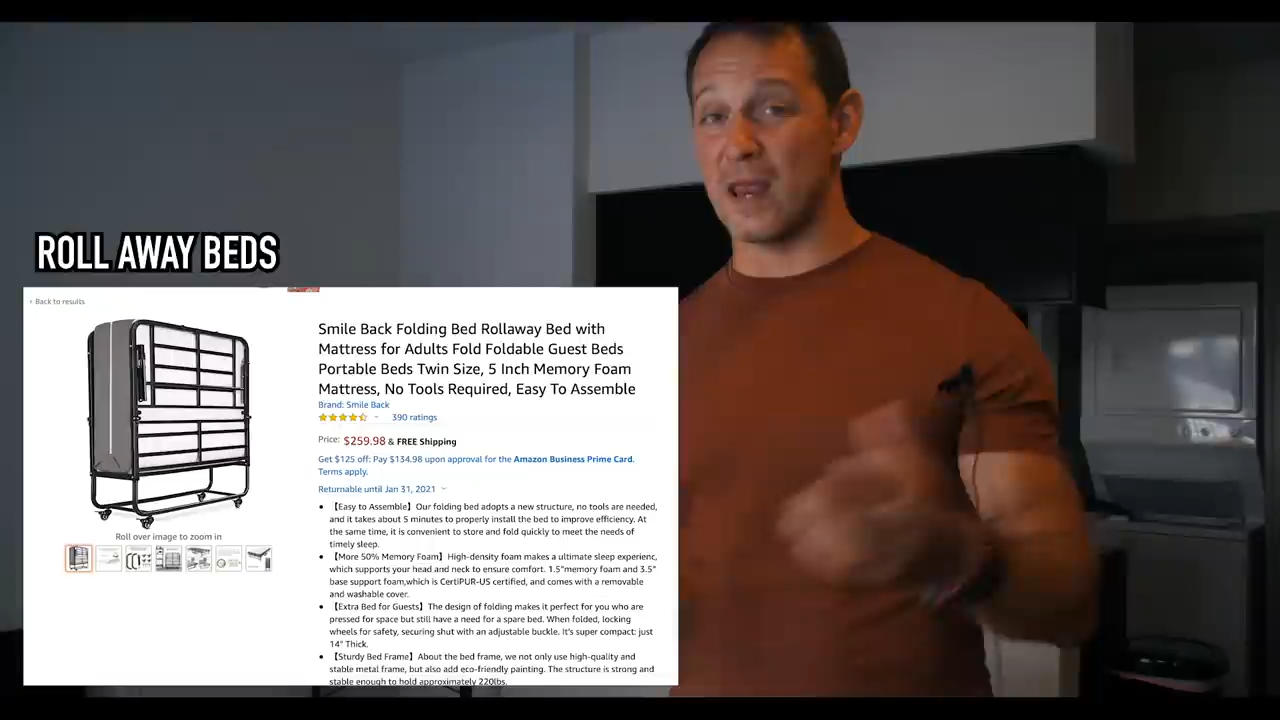 ROLL AWAY BEDS
‹ Back to results
Smile Back Folding Bed Rollaway Bed with
Mattress for Adults Fold Foldable Guest Beds
Portable Beds Twin Size, 5 Inch Memory Foam
Mattress, No Tools Required, Easy To Assemble
Brand: Smile Back
390 ratings
Price: $259.98 & FREE Shipping
Get $125 off: Pay $134.98 upon approval for the Amazon Business Prime Card.
Terms apply.
Returnable until Jan 31, 2021
• 【Easy to Assemble】Our folding bed adopts a new structure, no tools are needed,
and it takes about 5 minutes to properly install the bed to improve efficiency. At
the same time, it is convenient to store and fold quickly to meet the needs of
timely sleep.
• 【More 50% Memory Foam】High-density foam makes a ultimate sleep experienc,
which supports your head and neck to ensure comfort. 1.5"memory foam and 3.5"
base support foam,which is CertiPUR-US certified, and comes with a removable
and washable cover.
• 【Extra Bed for Guests】The design of folding makes it perfect for you who are
pressed for space but still have a need for a spare bed. When folded, locking
wheels for safety, securing shut with an adjustable buckle. It's super compact: just
14" Thick.
• 【Sturdy Bed Frame】About the bed frame, we not only use high-quality and
stable metal frame, but also add eco-friendly painting. The structure is strong and
stable enough to hold approximately 220lbs.
Roll over image to zoom in